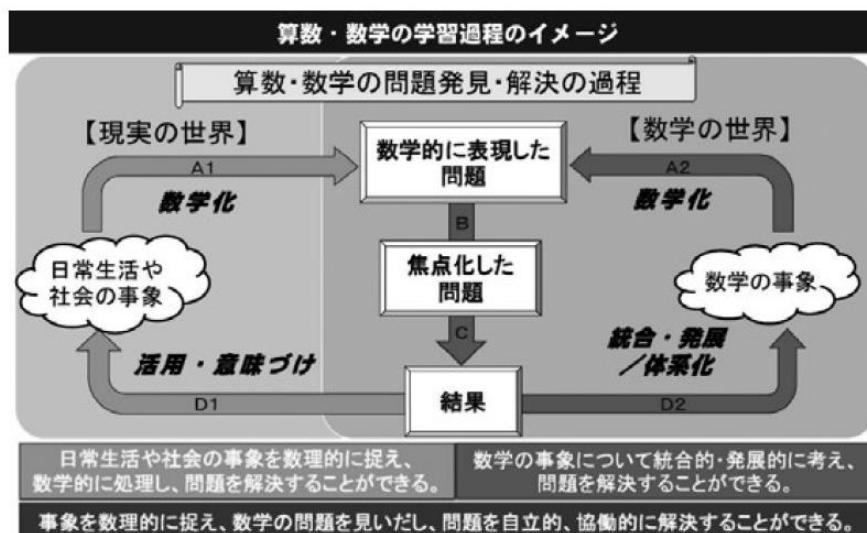 算数・数学の学習過程のイメージ
算数・数学の問題発見・解決の過程
【現実の世界】
【数学の世界】
A1
数学化
数学的に表現した
問題
A2
数学化
B
日常生活や
社会の事象
焦点化した
問題
数学の事象
C
活用・意味づけ
統合・発展
／体系化
D1
結果
D2
日常生活や社会の事象を数理的に捉え、
数学的に処理し、問題を解決することができる。
数学の事象について統合的・発展的に考え、
問題を解決することができる。
事象を数理的に捉え、数学の問題を見いだし、問題を自立的、協働的に解決することができる。